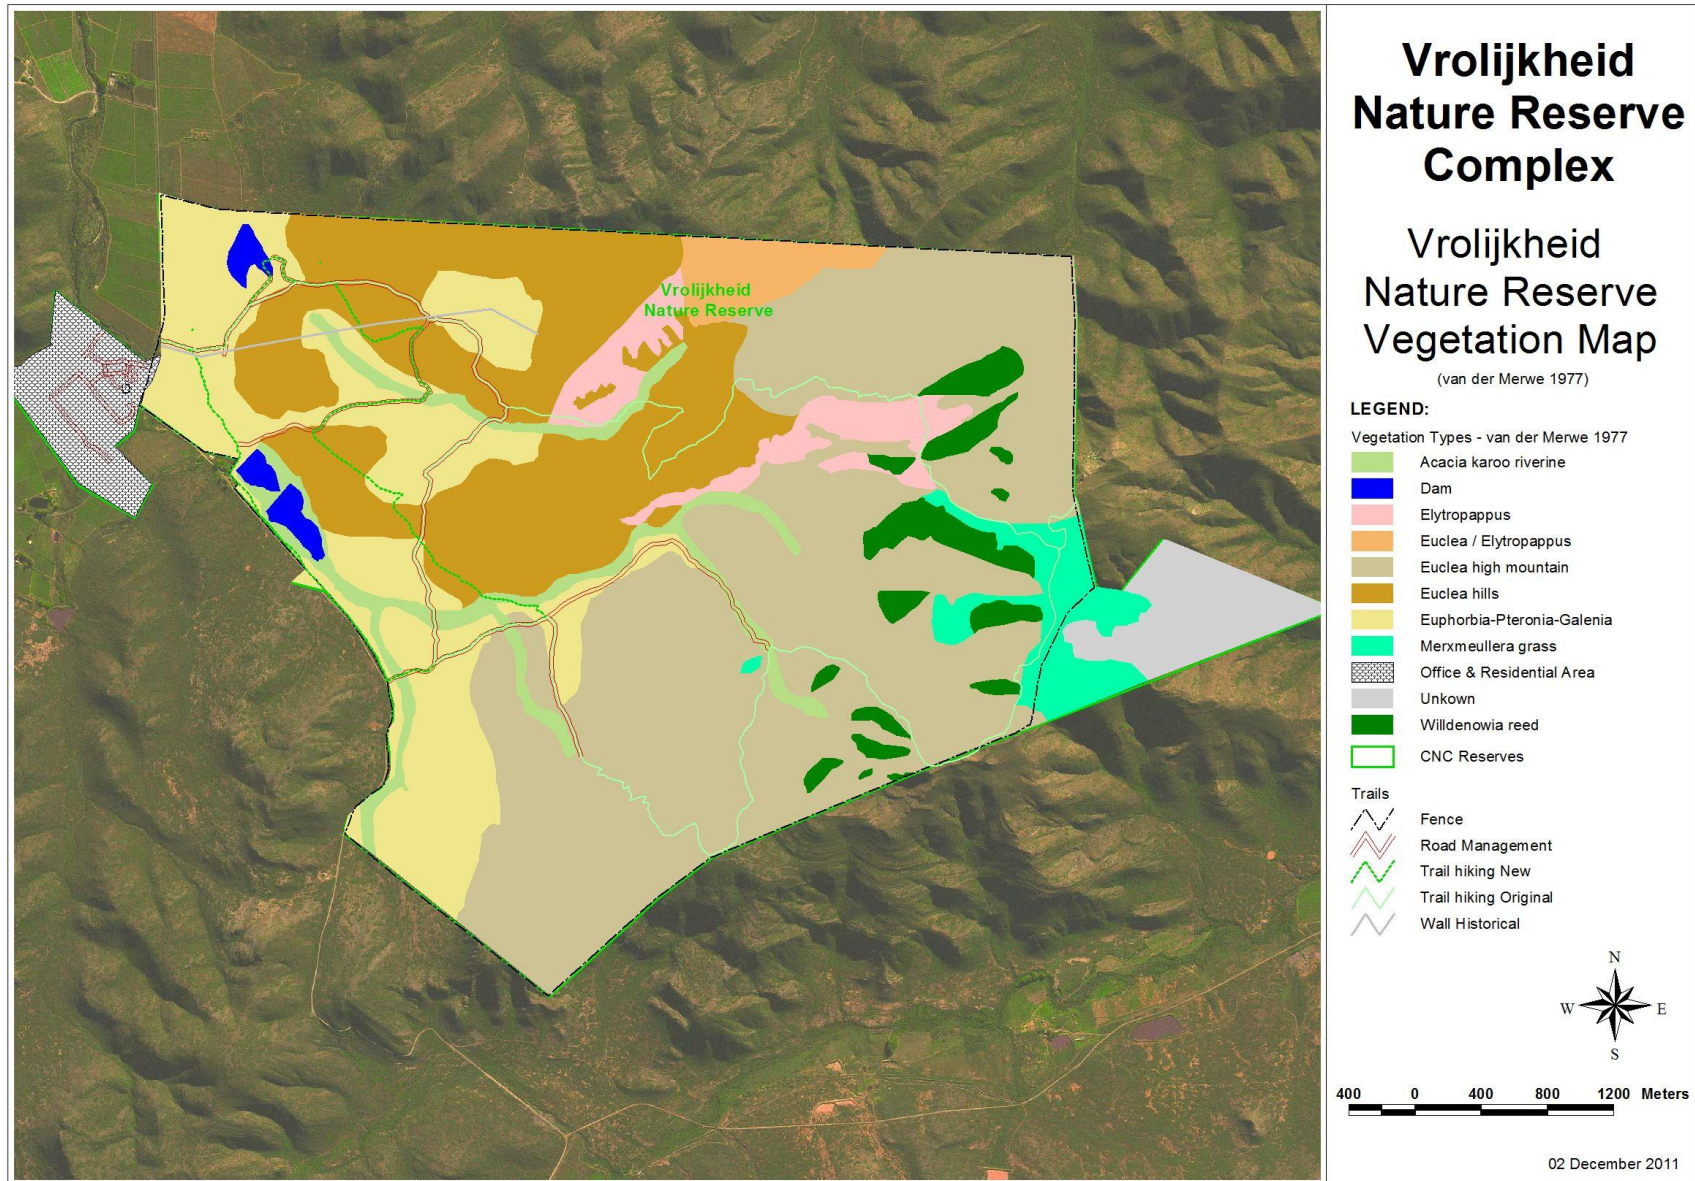 Vrolijkheid
Nature Reserve
Complex
Vrolijkheid
Nature Reserve
Vegetation Map
(van der Merwe 1977)
LEGEND:
Vegetation Types - van der Merwe 1977
Acacia karoo riverine
Dam
Elytropappus
Euclea / Elytropappus
Euclea high mountain
Euclea hills
Euphorbia-Pteronia-Galenia
Merxmeullera grass
Office & Residential Area
Unkown
Willdenowia reed
CNC Reserves
Trails
Fence
Road Management
Trail hiking New
Trail hiking Original
Wall Historical
N
W E
S
400 0 400 800 1200 Meters
02 December 2011
Vrolijkheid
Nature Reserve